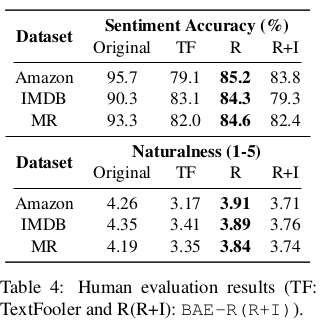 Dataset Sentiment Accuracy (%)
Original TF R R+I
Amazon 95.7 79.1 85.2 83.8
IMDB 90.3 83.1 84.3 79.3
MR 93.3 82.0 84.6 82.4
Dataset Naturalness (1-5)
Original TF R R+I
Amazon 4.26 3.17 3.91 3.71
IMDB 4.35 3.41 3.89 3.76
MR 4.19 3.35 3.84 3.74
Table 4: Human evaluation results (TF:
TextFooler and R(R+I): BAE-R(R+I)).